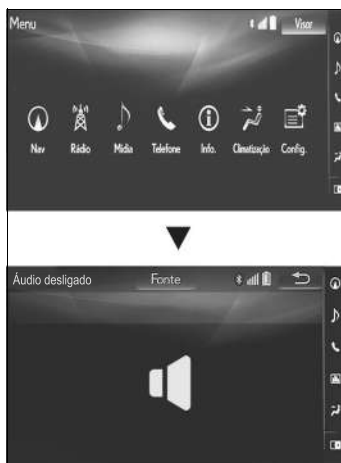 Menu Visor
Nav Rádio Mídia Telefone Info. Climatização Config.
Áudio desligado Fonte